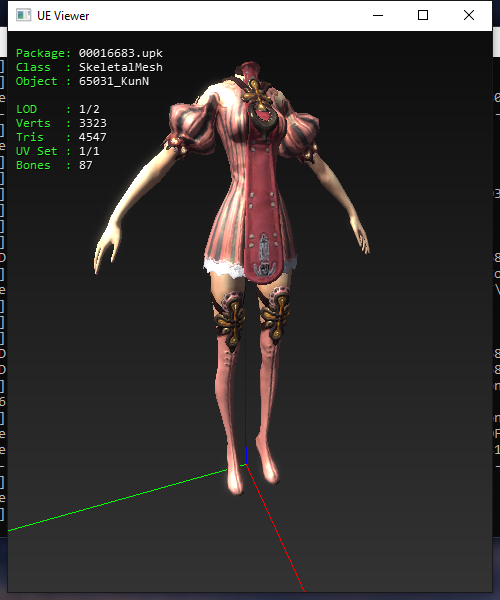 UE Viewer
Package: 00016683.upk
Class  : SkeletalMesh
Object : 65031_KunN
LOD    : 1/2
Verts  : 3323
Tris   : 4547
UV Set : 1/1
Bones  : 87